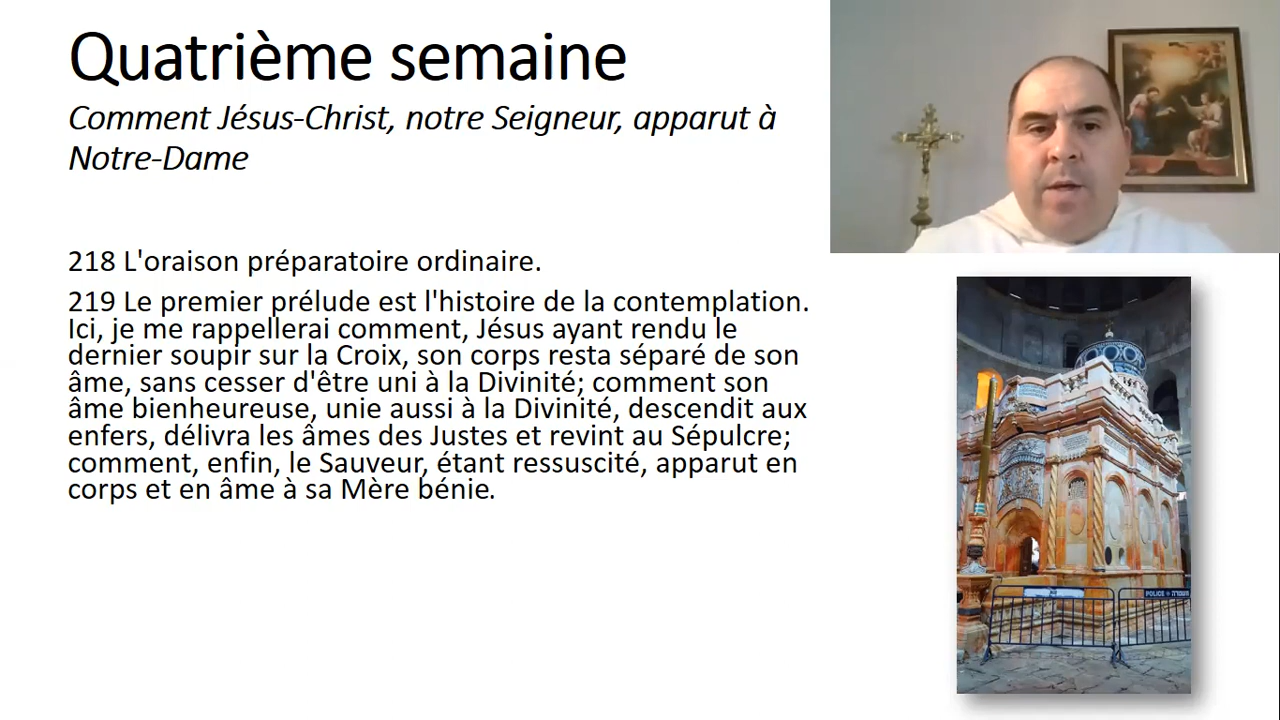 Quatrième semaine
Comment Jésus-Christ, notre Seigneur, apparut à
Notre-Dame
218 L'oraison préparatoire ordinaire.
219 Le premier prélude est l'histoire de la contemplation.
Ici, je me rappellerai comment, Jésus ayant rendu le
dernier soupir sur la Croix, son corps resta séparé de son
âme, sans cesser d'être uni à la Divinité; comment son
âme bienheureuse, unie aussi à la Divinité, descendit aux
enfers, délivra les âmes des Justes et revint au Sépulcre;
comment, enfin, le Sauveur, étant ressuscité, apparut en
corps et en âme à sa Mère bénie.
POLICE משטרה